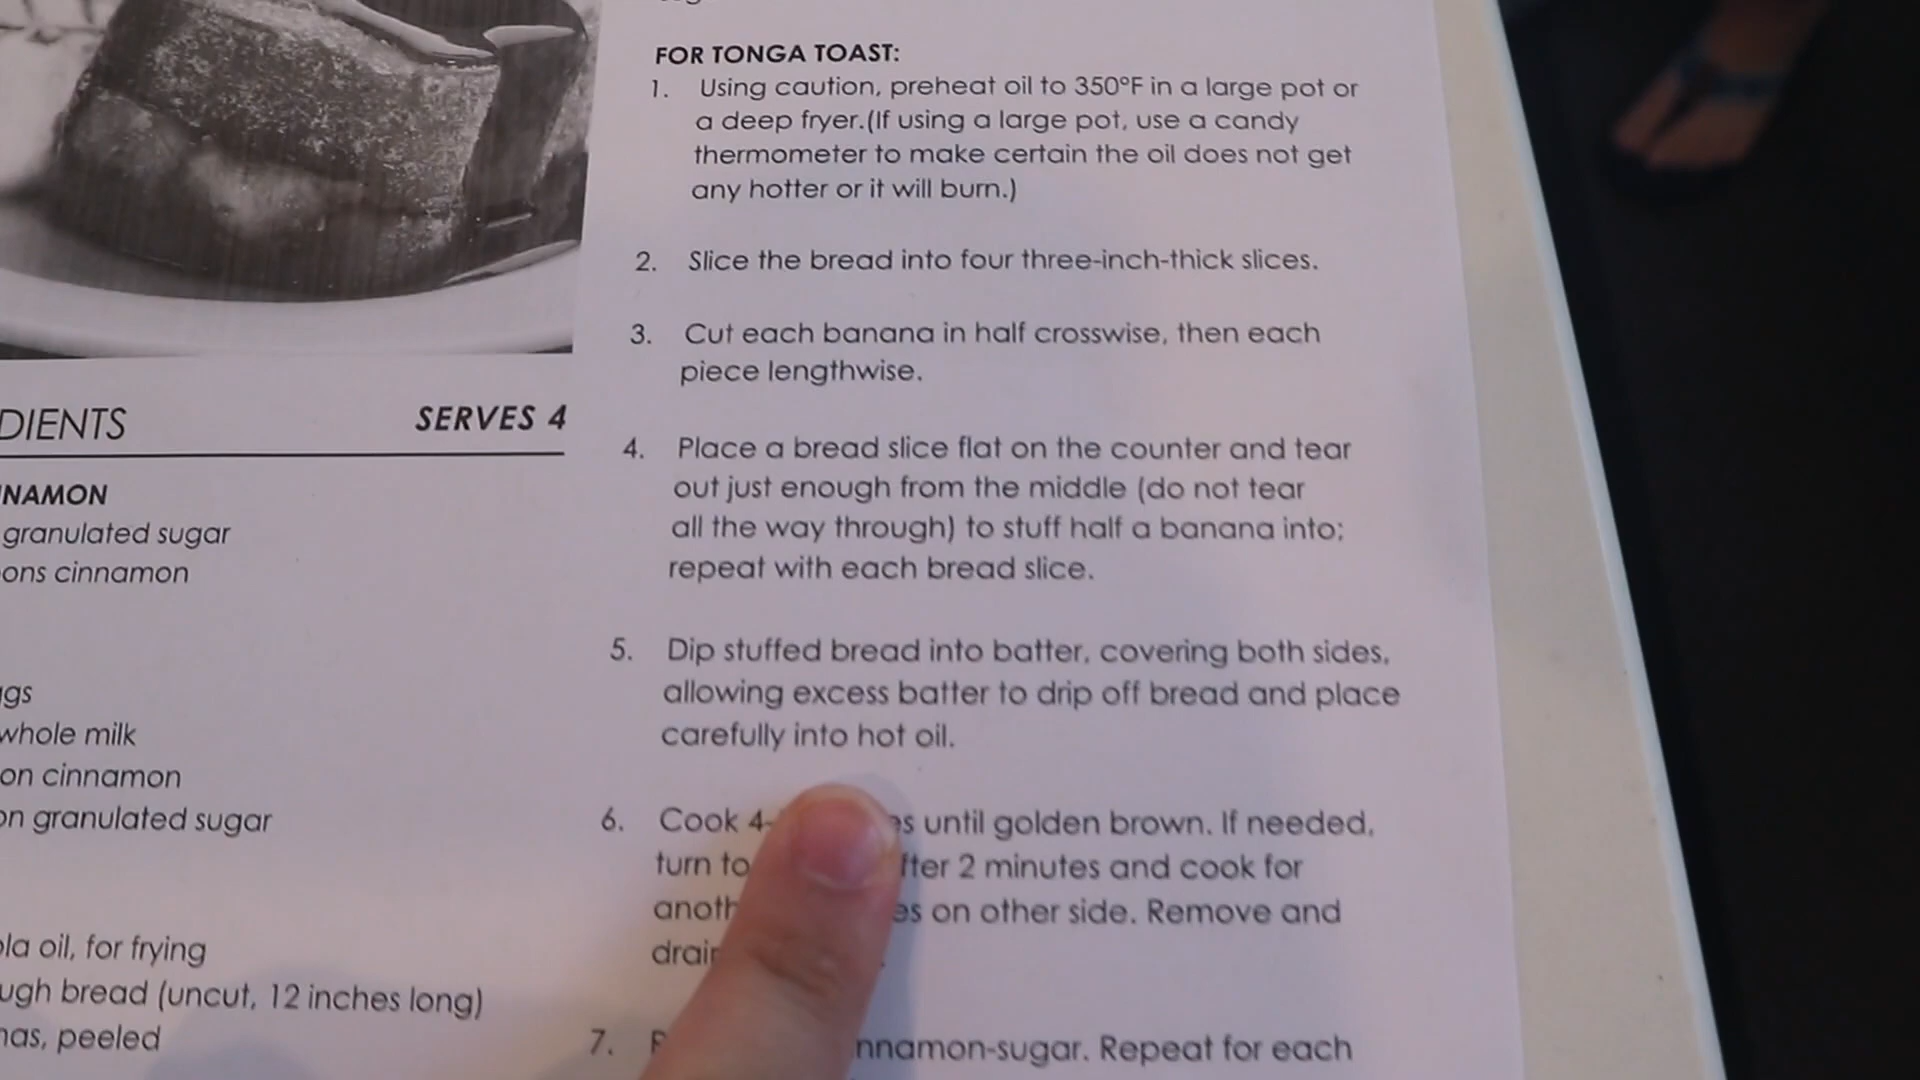 DIENTS SERVES 4
NAMON
granulated sugar
ons cinnamon
gs
whole milk
on cinnamon
on granulated sugar
la oil, for frying
ugh bread (uncut, 12 inches long)
nas, peeled
FOR TONGA TOAST:
1. Using caution, preheat oil to 350°F in a large pot or
a deep fryer.(If using a large pot, use a candy
thermometer to make certain the oil does not get
any hotter or it will burn.)
2. Slice the bread into four three-inch-thick slices.
3. Cut each banana in half crosswise, then each
piece lengthwise.
4. Place a bread slice flat on the counter and tear
out just enough from the middle (do not tear
all the way through) to stuff half a banana into;
repeat with each bread slice.
5. Dip stuffed bread into batter, covering both sides,
allowing excess batter to drip off bread and place
carefully into hot oil.
6. Cook 4- es until golden brown. If needed,
turn to fter 2 minutes and cook for
anoth es on other side. Remove and
drain
7. nnamon-sugar. Repeat for each